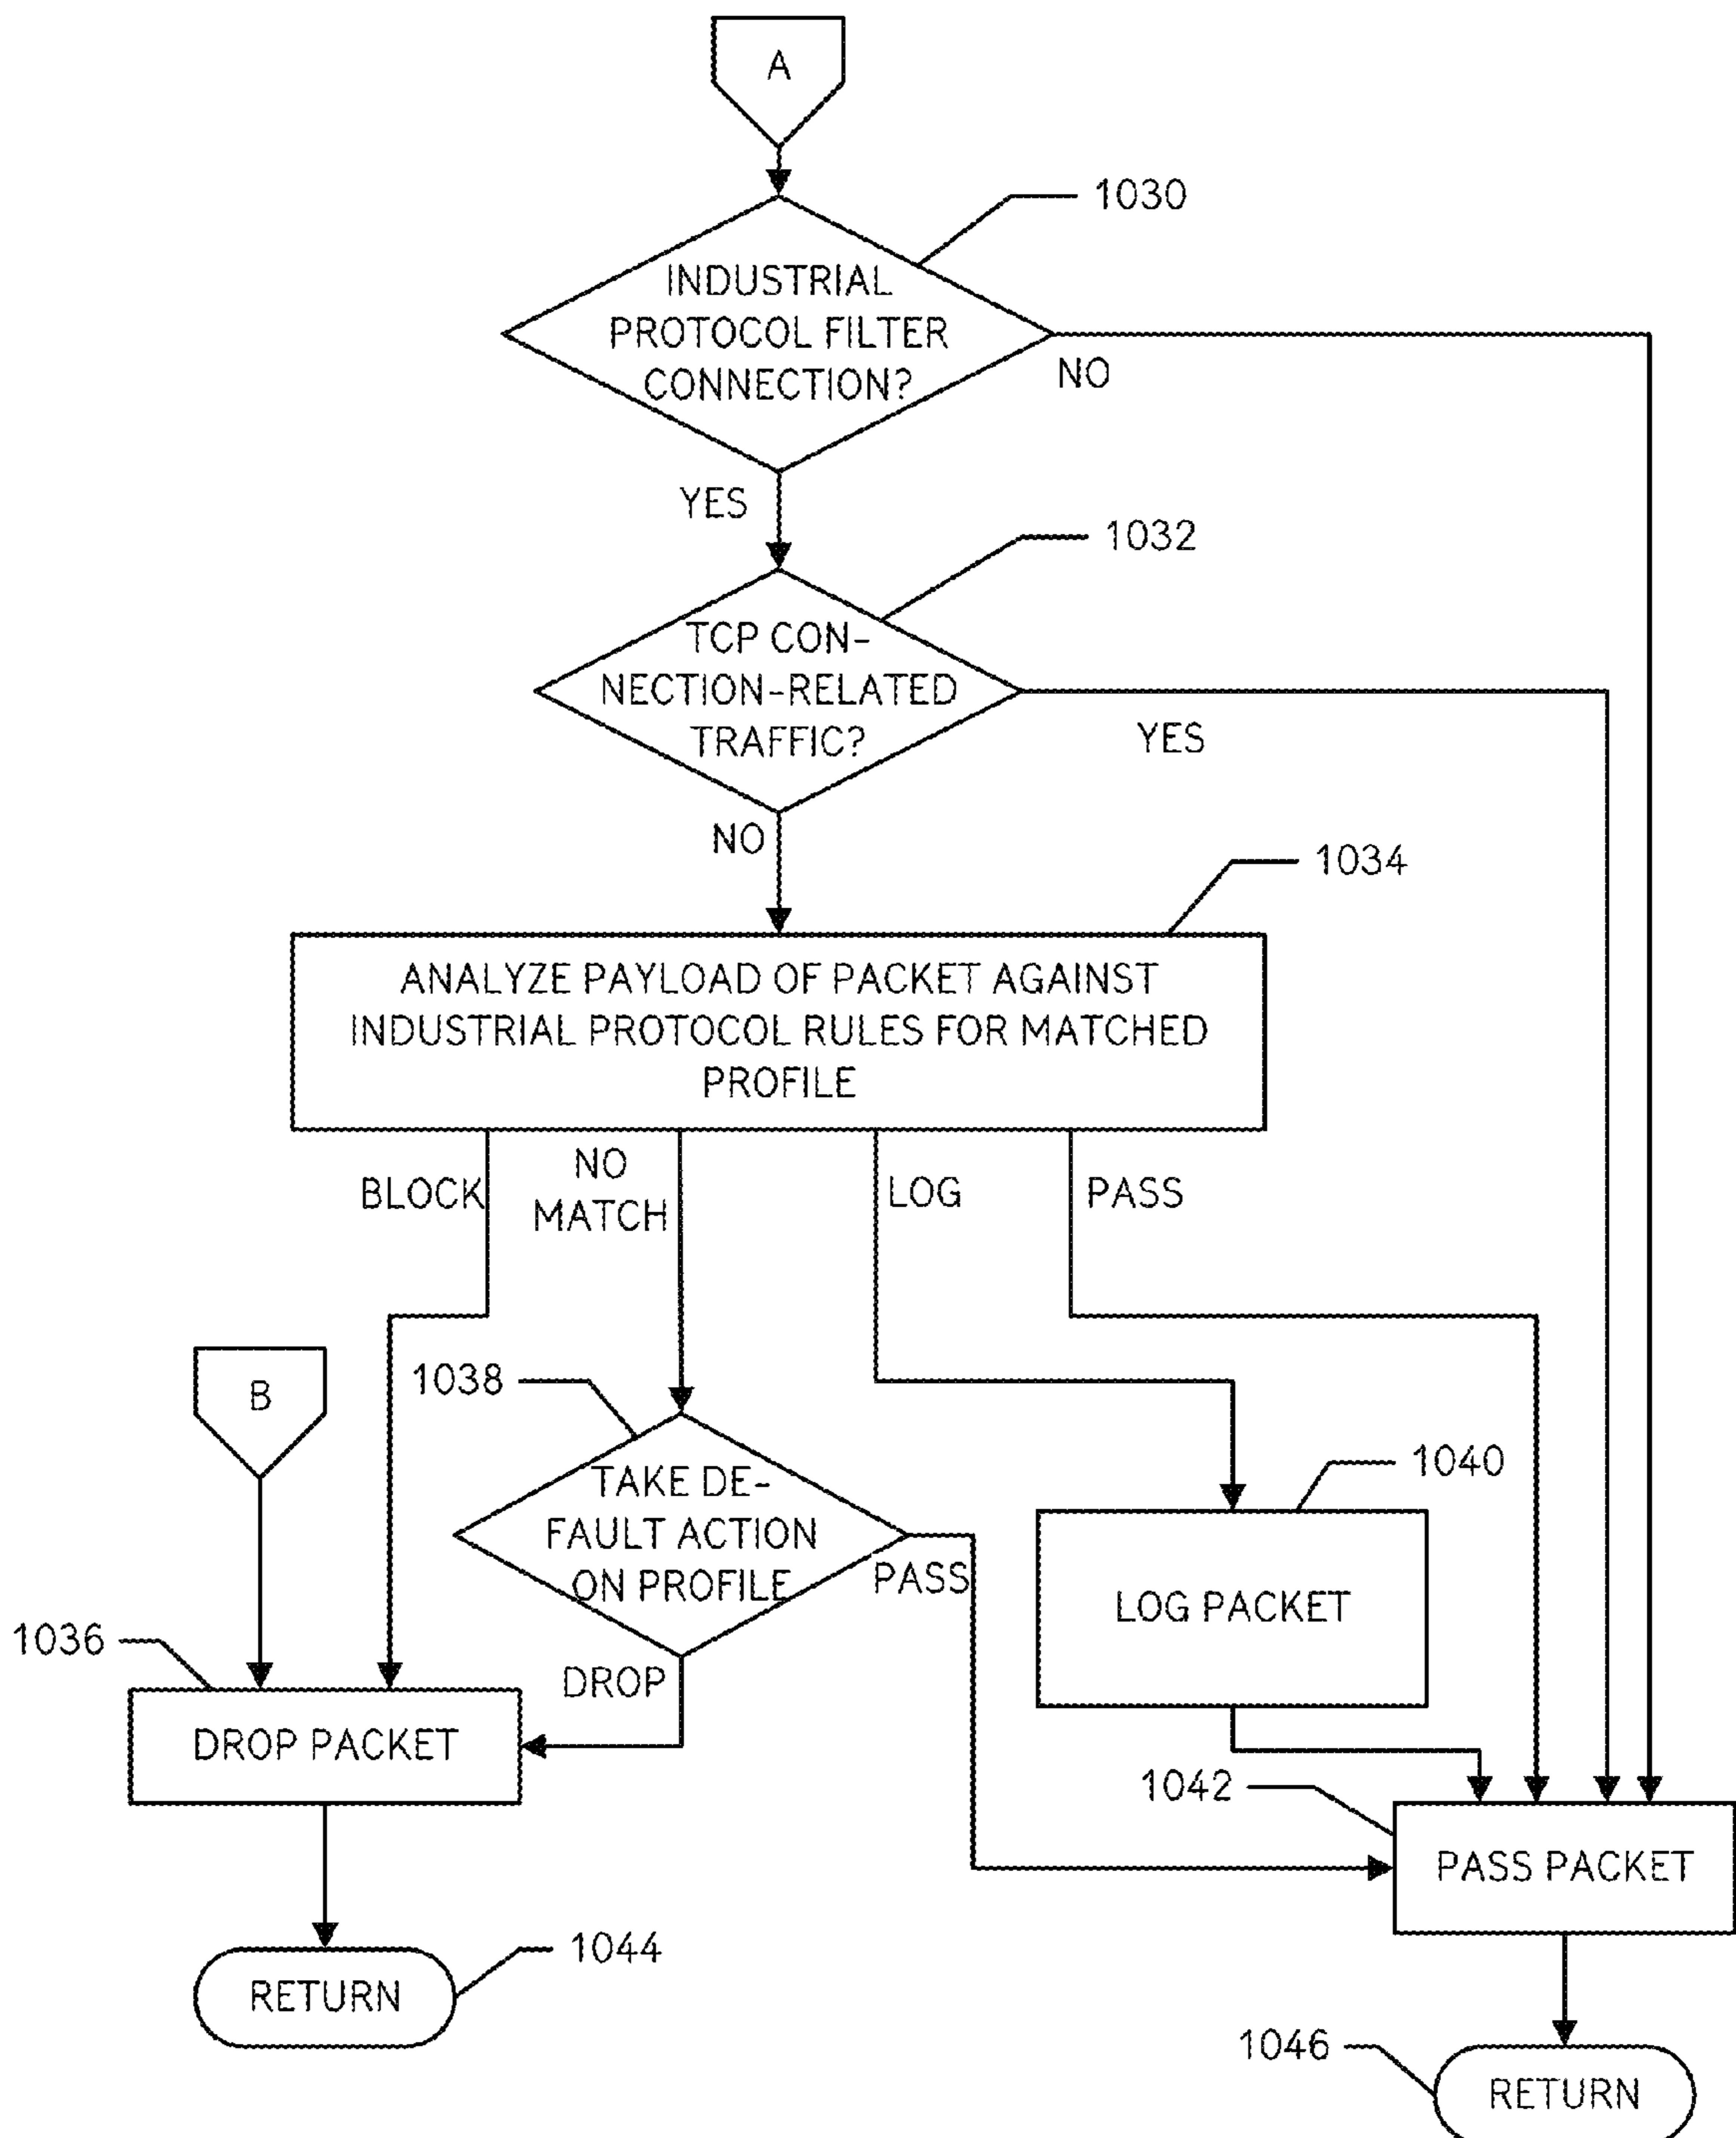 A
1030
INDUSTRIAL
PROTOCOL FILTER
CONNECTION?
NO
YES
1032
TCP CON-
NECTION-RELATED
TRAFFIC?
YES
NO
1034
ANALYZE PAYLOAD OF PACKET AGAINST
INDUSTRIAL PROTOCOL RULES FOR MATCHED
PROFILE
BLOCK
NO
MATCH
LOG
PASS
B
1038
TAKE DE-
FAULT ACTION
ON PROFILE
PASS
DROP
1040
LOG PACKET
1036
DROP PACKET
1042
PASS PACKET
1044
RETURN
1046
RETURN